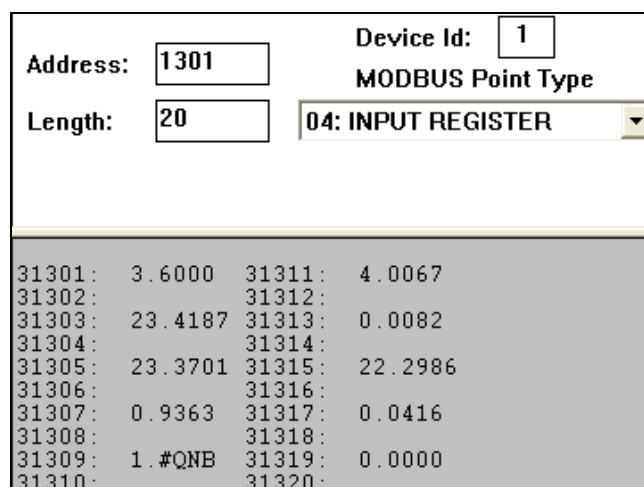 Device Id: 1
Address: 1301
MODBUS Point Type
Length: 20 04: INPUT REGISTER
31301: 3.6000 31311: 4.0067
31302: 31312:
31303: 23.4187 31313: 0.0082
31304: 31314:
31305: 23.3701 31315: 22.2986
31306: 31316:
31307: 0.9363 31317: 0.0416
31308: 31318:
31309: 1.#QNB 31319: 0.0000
31310: 31320: